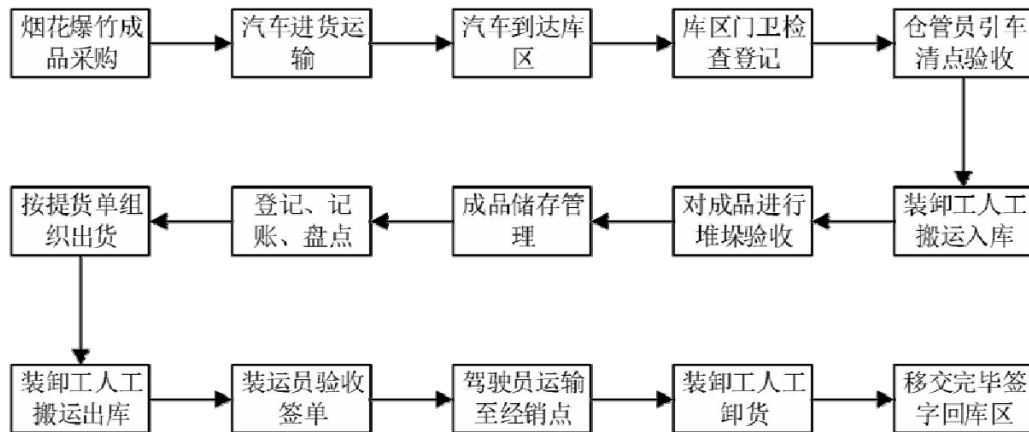 烟花爆竹成
品采购
汽车进货运
输
汽车到达库
区
库区门卫检
查登记
仓管员引车
清点验收
装卸工人工
搬运入库
对成品进行
堆垛验收
成品储存管
理
登记、记
账、盘点
按提货单组
织出货
装卸工人工
搬运出库
装运员验收
签单
驾驶员运输
至经销点
装卸工人工
卸货
移交完毕签
字回库区